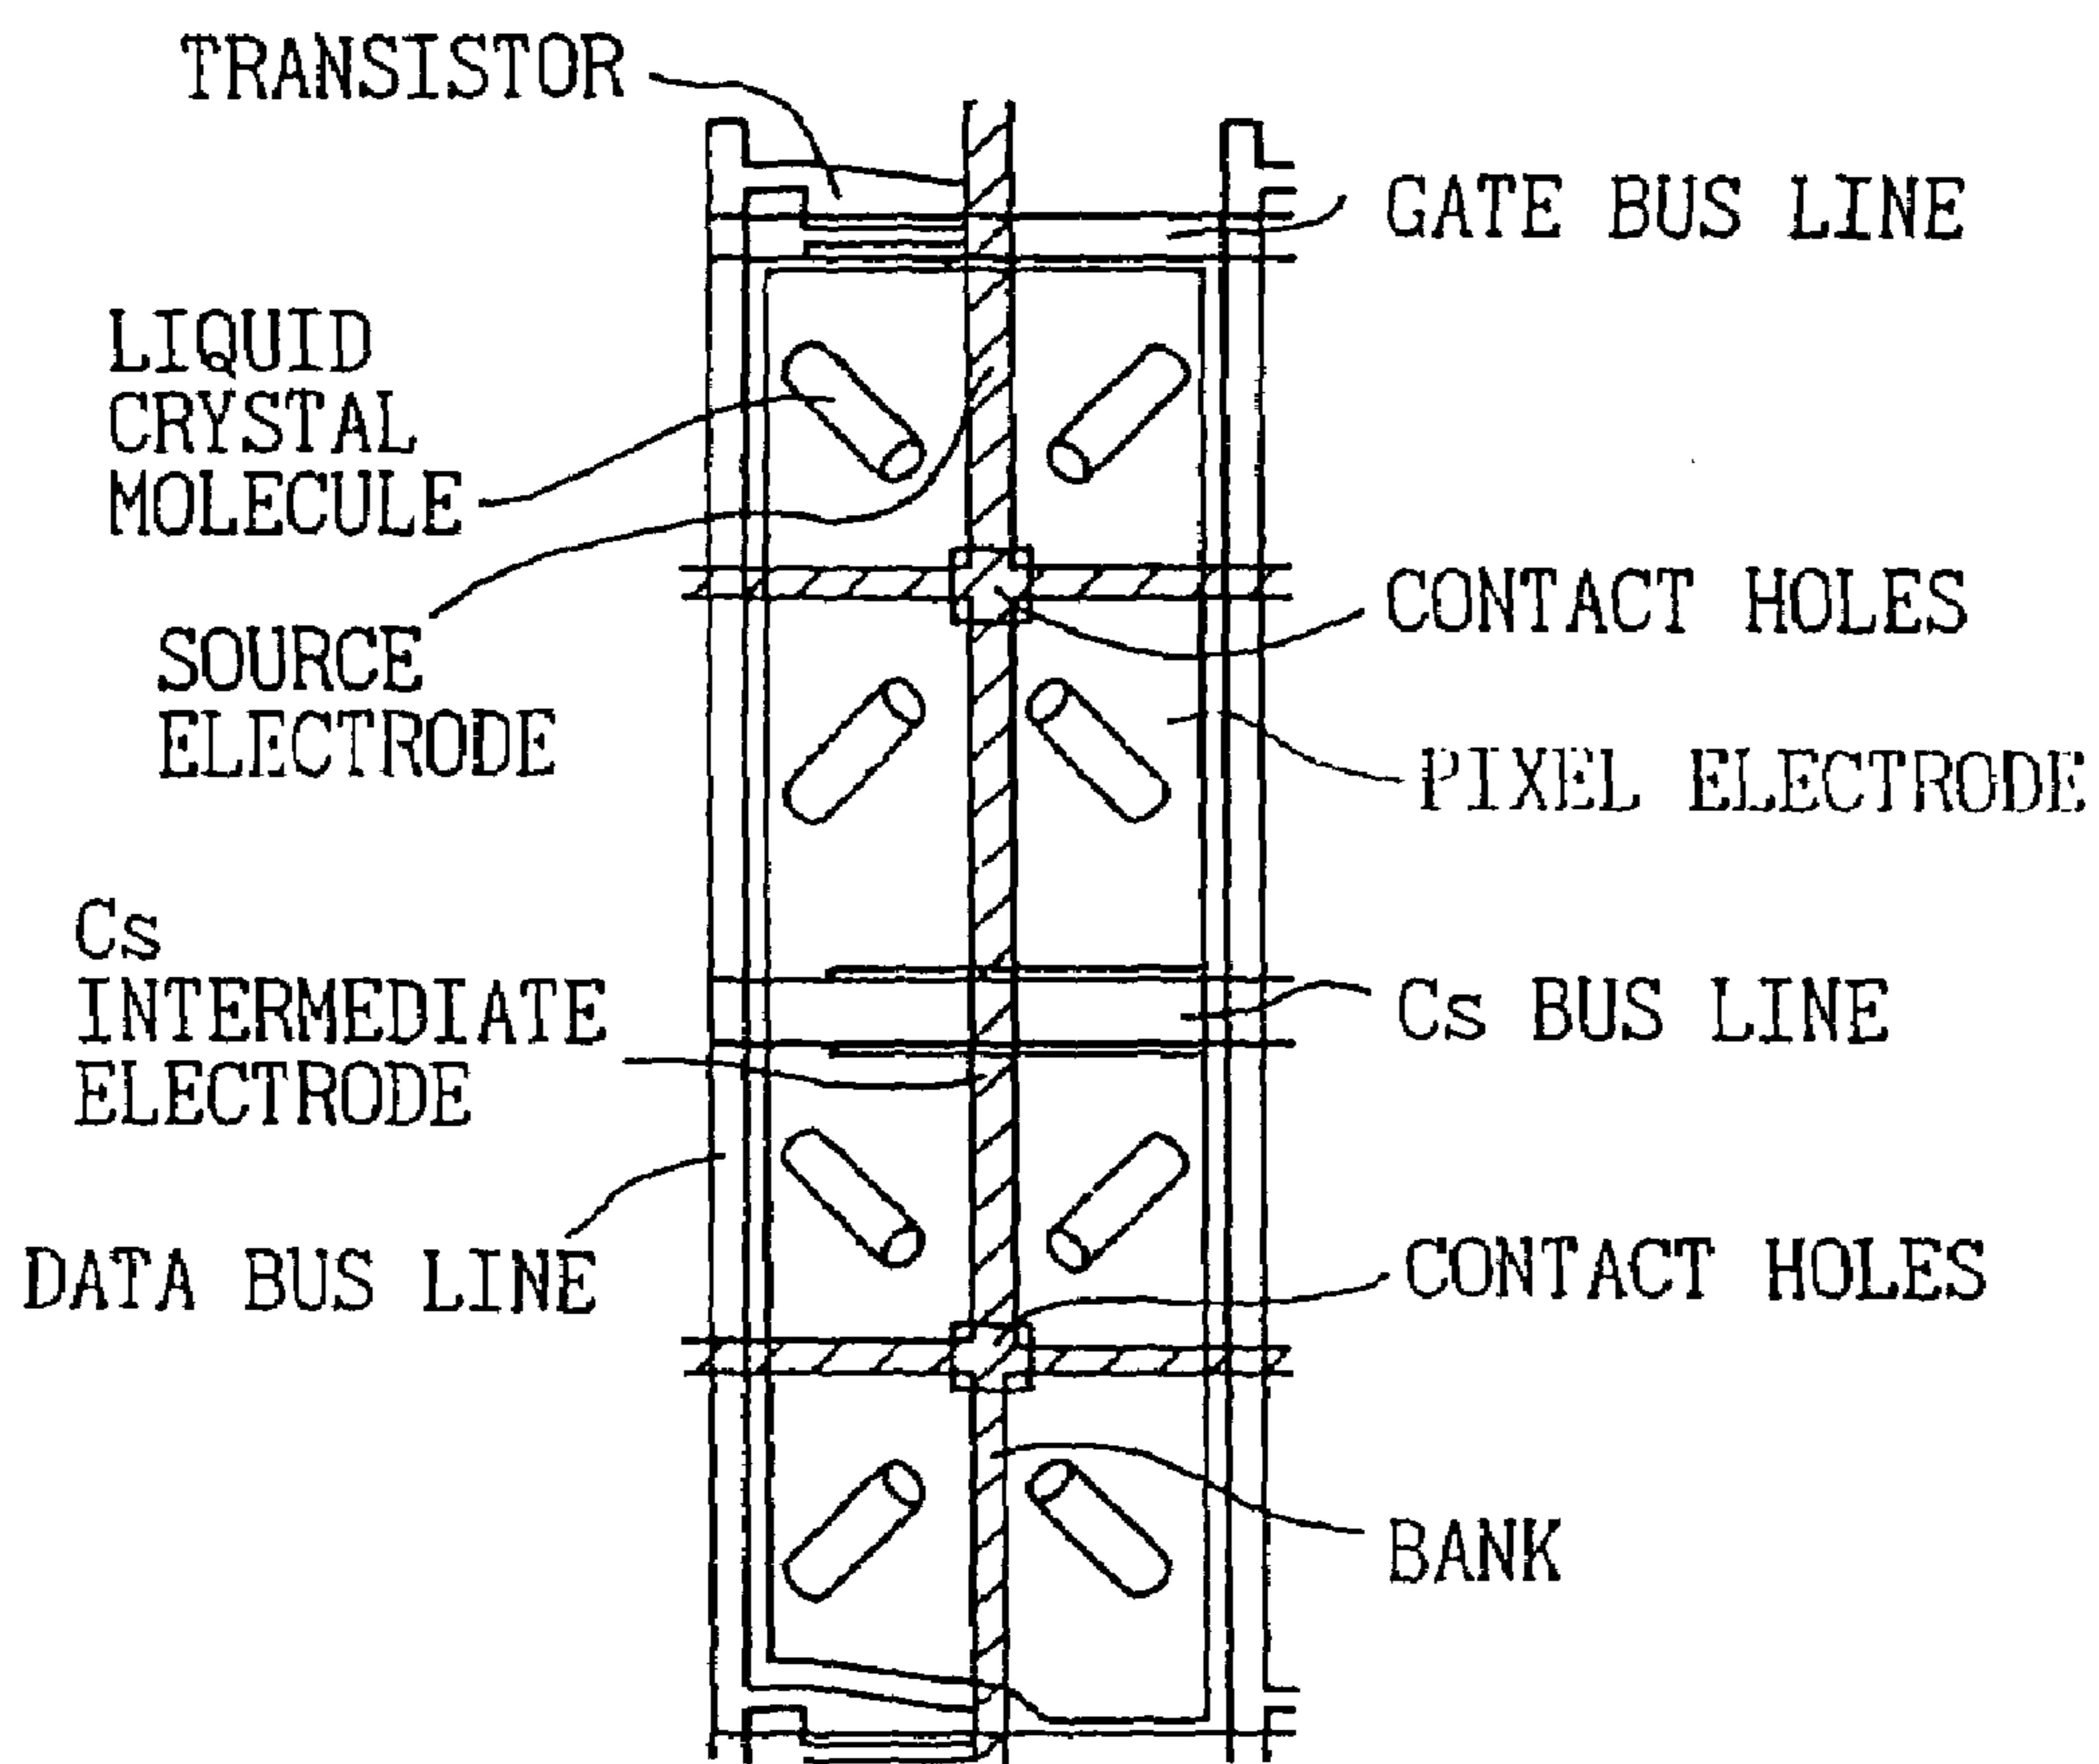 TRANSISTOR
GATE BUS LINE
LIQUID
CRYSTAL
MOLECULE
SOURCE
ELECTRODE
CONTACT HOLES
PIXEL ELECTRODE
Cs
INTERMEDIATE
ELECTRODE
Cs BUS LINE
DATA BUS LINE
CONTACT HOLES
BANK